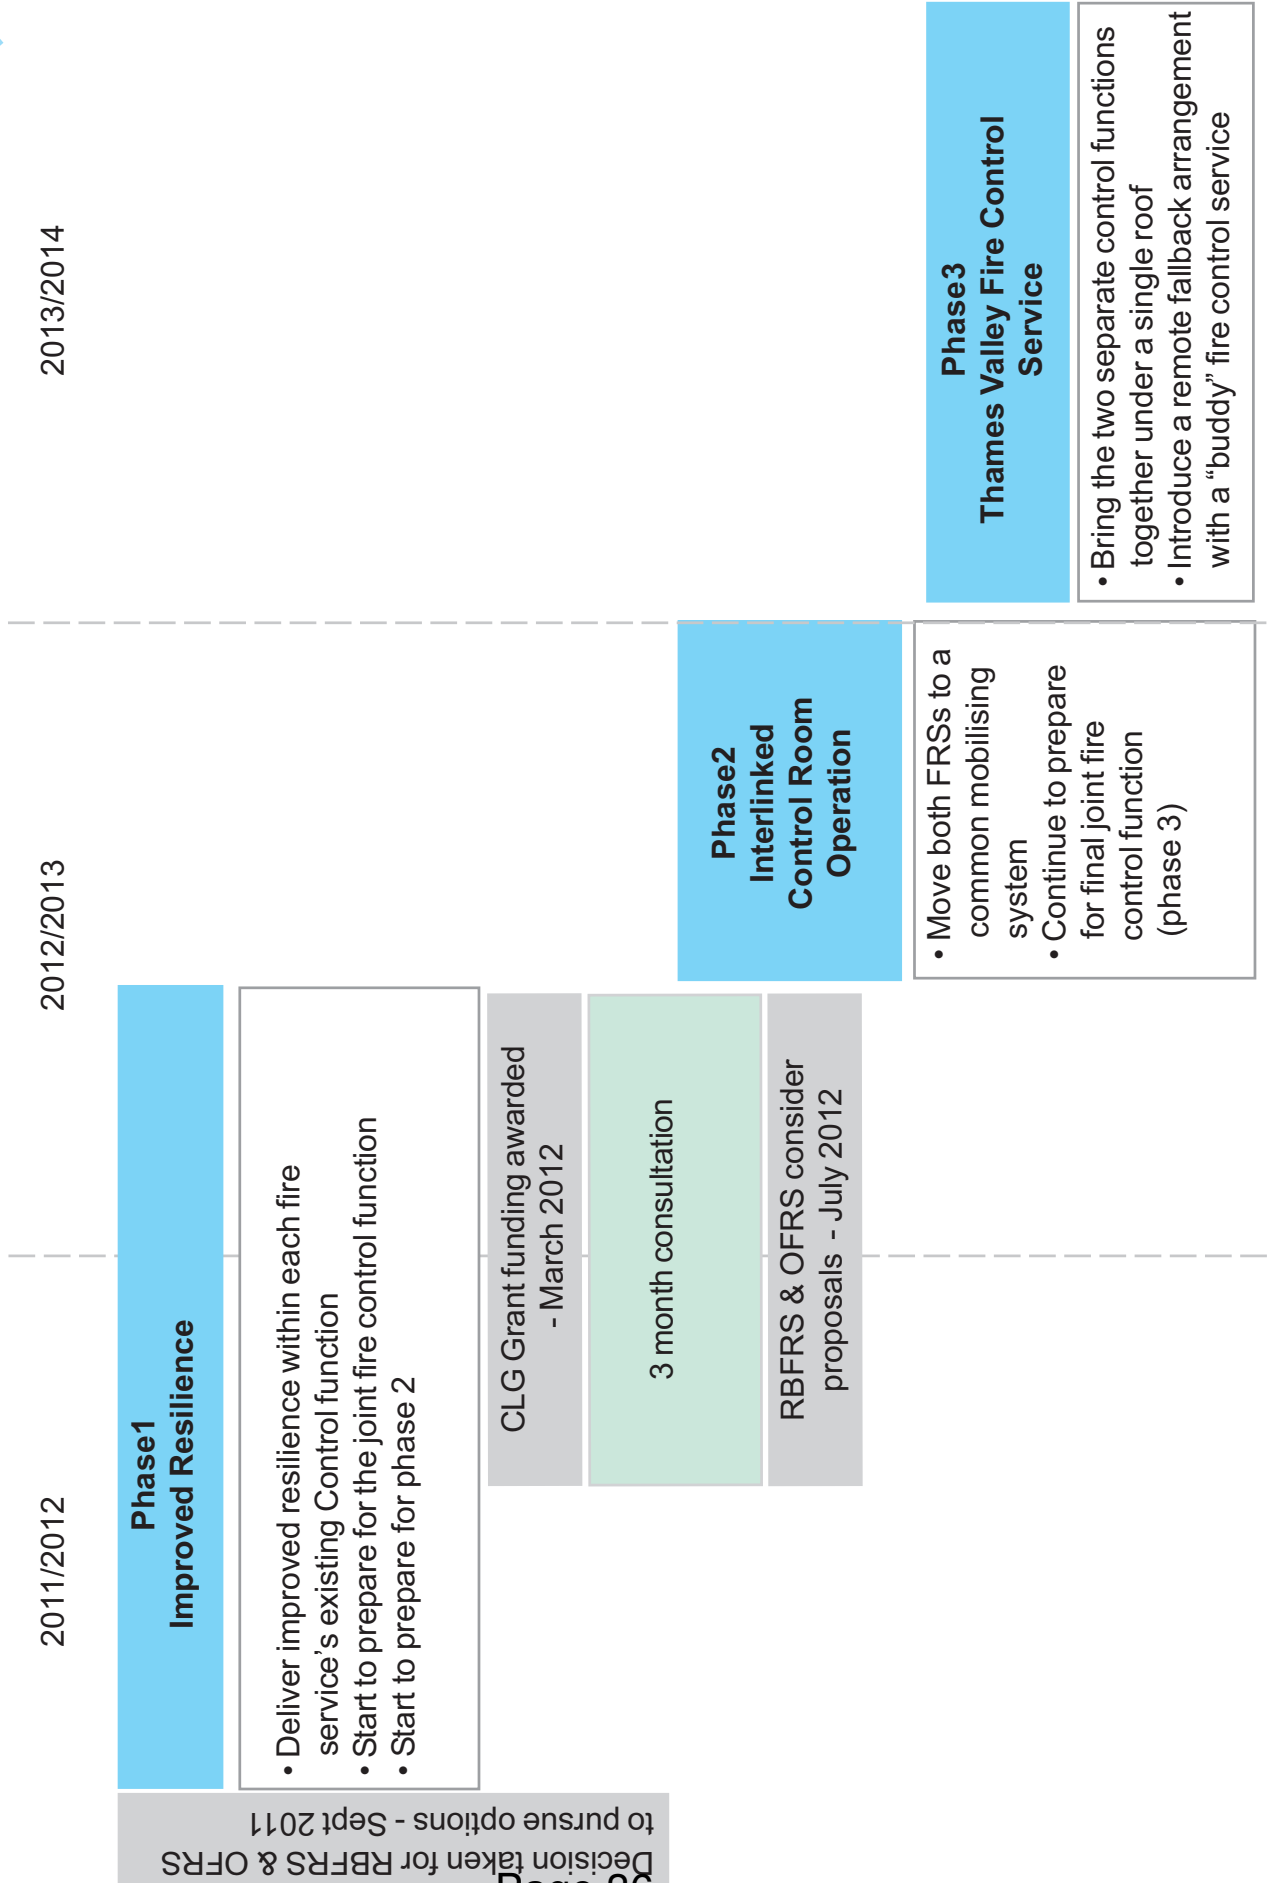 2011/2012
2012/2013
2013/2014
Decision taken for RBFRS & OFRS
to pursue options - Sept 2011
Phase1
Improved Resilience
• Deliver improved resilience within each fire
service’s existing Control function
• Start to prepare for the joint fire control function
• Start to prepare for phase 2
CLG Grant funding awarded
- March 2012
3 month consultation
RBFRS & OFRS consider
proposals - July 2012
Phase2
Interlinked
Control Room
Operation
• Move both FRSs to a
common mobilising
system
• Continue to prepare
for final joint fire
control function
(phase 3)
Phase3
Thames Valley Fire Control
Service
• Bring the two separate control functions
together under a single roof
• Introduce a remote fallback arrangement
with a “buddy” fire control service